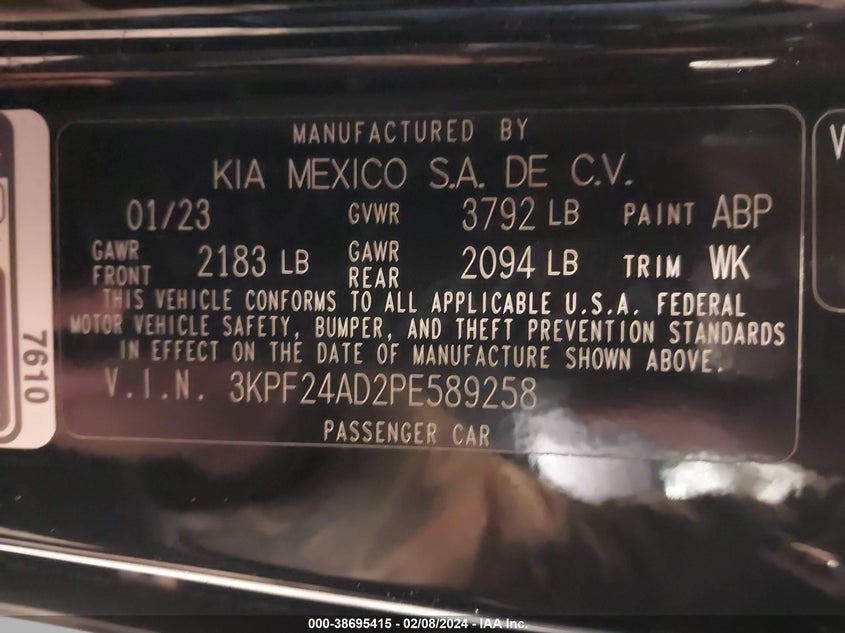 MANUFACTURED BY
KIA MEXICO S.A. DE C.V.
01/23 GVWR 3792 LB PAINT ABP
GAWR FRONT 2183 LB GAWR REAR 2094 LB TRIM WK
THIS VEHICLE CONFORMS TO ALL APPLICABLE U.S.A. FEDERAL
MOTOR VEHICLE SAFETY, BUMPER, AND THEFT PREVENTION STANDARDS
IN EFFECT ON THE DATE OF MANUFACTURE SHOWN ABOVE.
V.I.N. 3KPF24AD2PE589258
PASSENGER CAR
7610
V
000-38695415 - 02/08/2024 - IAA Inc.